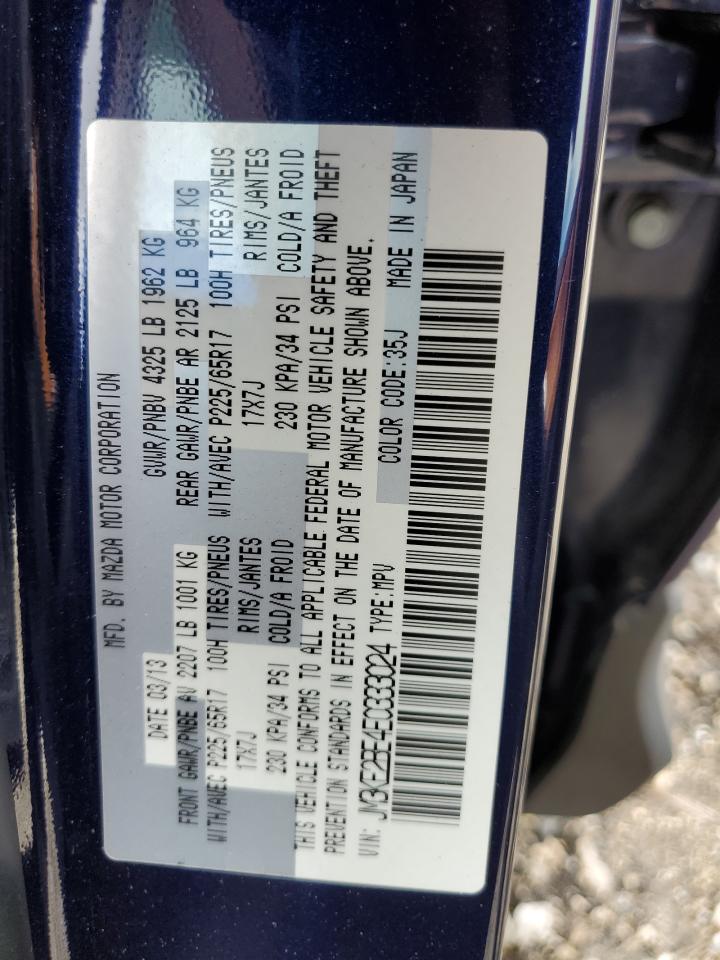 MFD. BY MAZDA MOTOR CORPORATION
DATE 03/13 GVWR/PNBV 4325 LB 1962 KG
FRONT GAWR/PNBE AV 2207 LB 1001 KG REAR GAWR/PNBE AR 2125 LB 964 KG
WITH/AVEC P225/65R17 100H TIRES/PNEUS WITH/AVEC P225/65R17 100H TIRES/PNEUS
17X7J RIMS/JANTES 17X7J RIMS/JANTES
230 KPA/34 PSI COLD/A FROID 230 KPA/34 PSI COLD/A FROID
THIS VEHICLE CONFORMS TO ALL APPLICABLE FEDERAL MOTOR VEHICLE SAFETY AND THEFT
PREVENTION STANDARDS IN EFFECT ON THE DATE OF MANUFACTURE SHOWN ABOVE.
VIN: JM3KE2BE4E0333024 TYPE:MPV COLOR CODE:35J MADE IN JAPAN